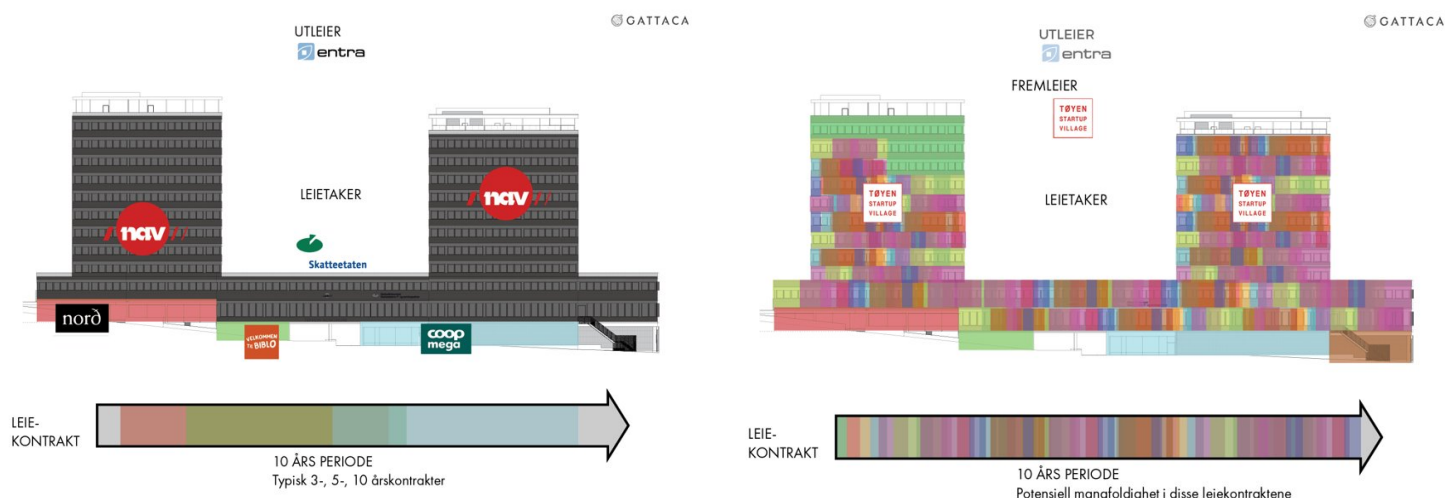 GATTACA
UTLEIER
entra
nav
nav
LEIETAKER
Skatteetaten
norð
VELKOMMEN
TIL BIBLO
coop
mega
LEIE-
KONTRAKT
10 ÅRS PERIODE
Typisk 3-, 5-, 10 årskontrakter
GATTACA
UTLEIER
entra
FREMLEIER
TØYEN
STARTUP
VILLAGE
TØYEN
STARTUP
VILLAGE
LEIETAKER
TØYEN
STARTUP
VILLAGE
LEIE-
KONTRAKT
10 ÅRS PERIODE
Potensiell mangfoldighet i disse leiekontraktene